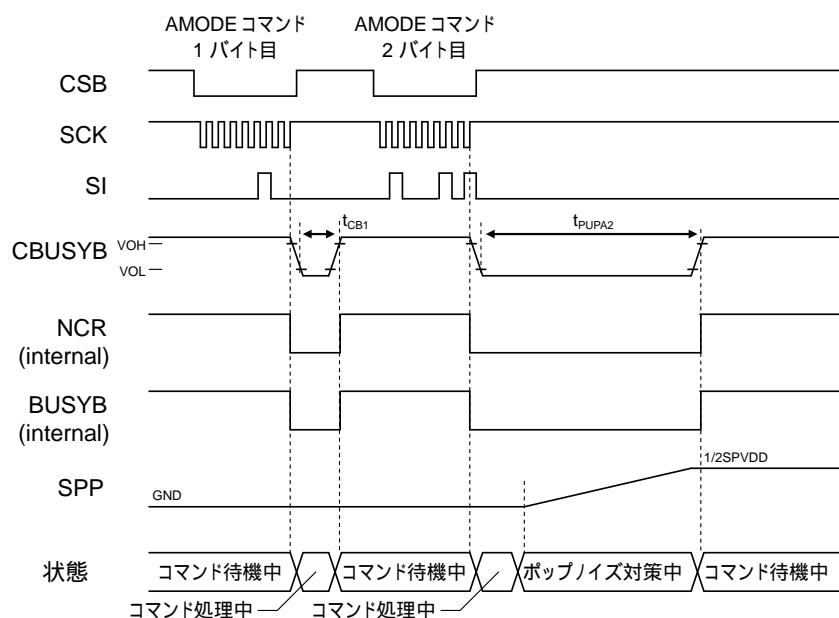 AMODE コマンド
1 バイト目
AMODE コマンド
2 バイト目
CSB
SCK
SI
tCB1
tPUPA2
CBUSYB
VOH
VOL
NCR
(internal)
BUSYB
(internal)
SPP
GND
1/2SPVDD
状態
コマンド待機中
コマンド待機中
ポップノイズ対策中
コマンド待機中
コマンド処理中
コマンド処理中